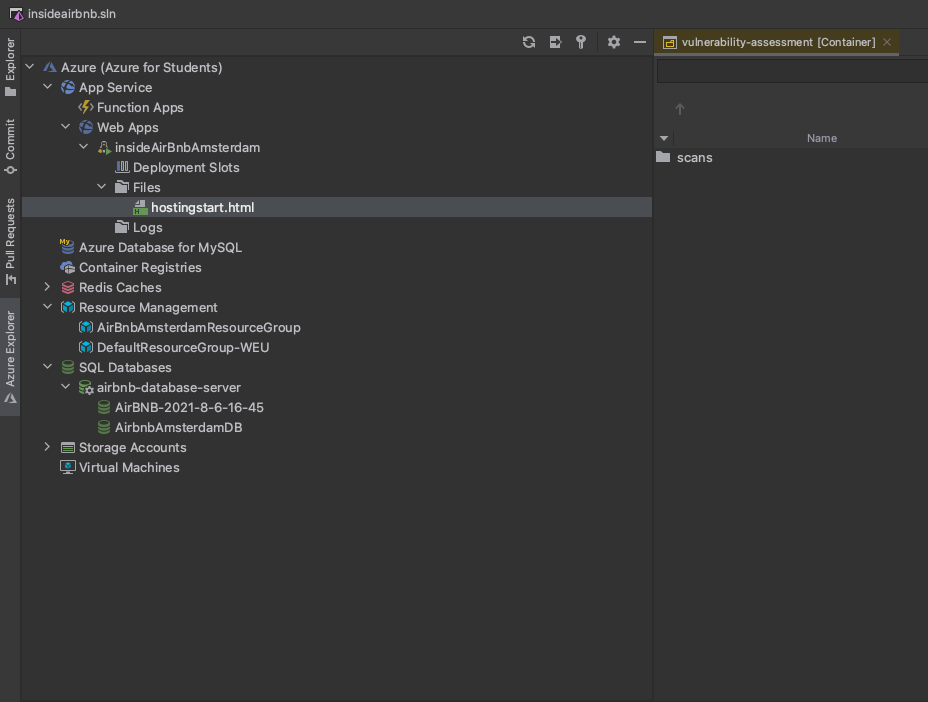 insideairbnb.sln
Explorer
Commit
Pull Requests
Azure Explorer
Azure (Azure for Students)
App Service
Function Apps
Web Apps
insideAirBnbAmsterdam
Deployment Slots
Files
hostingstart.html
Logs
My
Azure Database for MySQL
Container Registries
Redis Caches
Resource Management
AirBnbAmsterdamResourceGroup
DefaultResourceGroup-WEU
SQL Databases
airbnb-database-server
AirBNB-2021-8-6-16-45
AirbnbAmsterdamDB
Storage Accounts
Virtual Machines
vulnerability-assessment [Container]
Name
scans